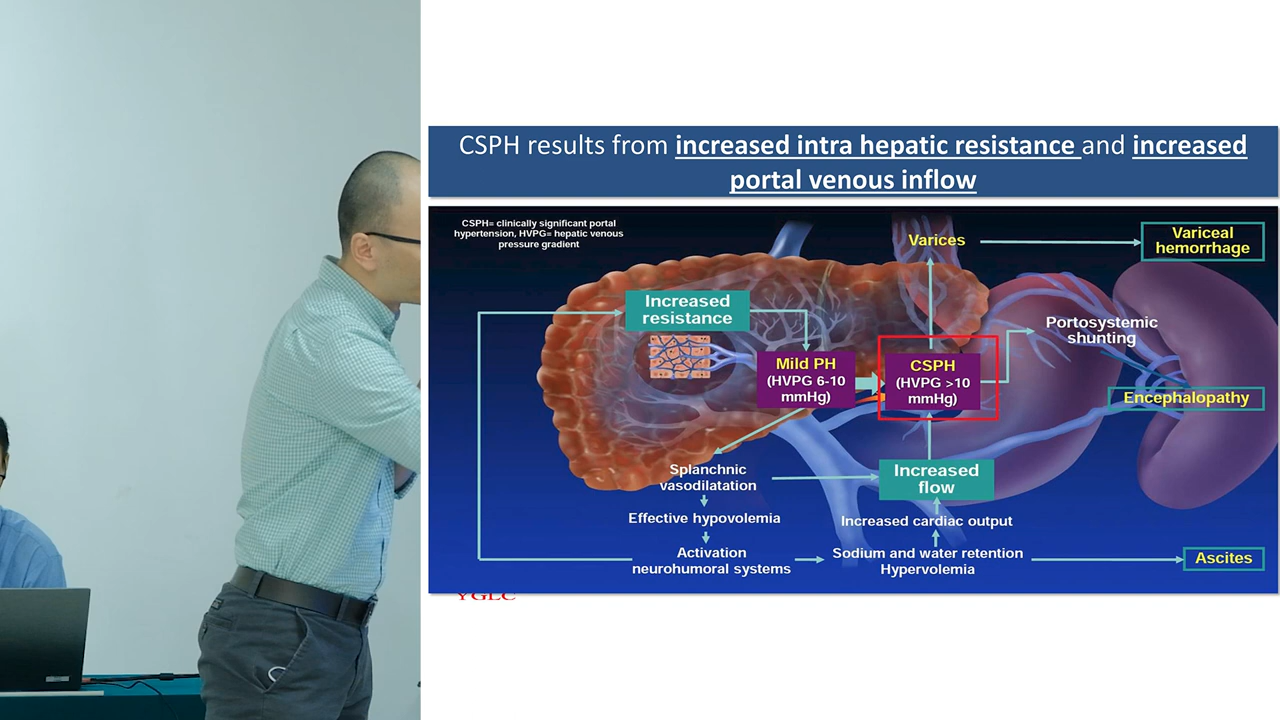 CSPH results from increased intra hepatic resistance and increased
portal venous inflow
CSPH= clinically significant portal
hypertension, HVPG= hepatic venous
pressure gradient
Varices
Variceal
hemorrhage
Increased
resistance
Portosystemic
shunting
Mild PH
(HVPG 6-10
mmHg)
CSPH
(HVPG >10
mmHg)
Encephalopathy
Splanchnic
vasodilatation
Increased
flow
Effective hypovolemia
Increased cardiac output
Activation
neurohumoral systems
Sodium and water retention
Hypervolemia
Ascites
YGLC